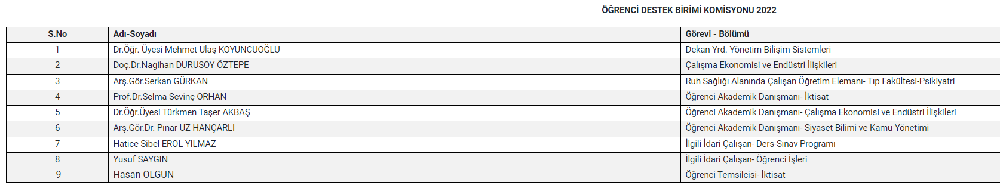 ÖĞRENCİ DESTEK BİRİMİ KOMİSYONU 2022
S.No Adı-Soyadı Görevi - Bölümü
1 Dr.Öğr. Üyesi Mehmet Ulaş KOYUNCUOĞLU Dekan Yrd. Yönetim Bilişim Sistemleri
2 Doç.Dr.Nagihan DURUSOY ÖZTEPE Çalışma Ekonomisi ve Endüstri İlişkileri
3 Arş.Gör.Serkan GÜRKAN Ruh Sağlığı Alanında Çalışan Öğretim Elemanı- Tıp Fakültesi-Psikiyatri
4 Prof.Dr.Selma Sevinç ORHAN Öğrenci Akademik Danışmanı- İktisat
5 Dr.Öğr.Üyesi Türkmen Taşer AKBAŞ Öğrenci Akademik Danışmanı- Çalışma Ekonomisi ve Endüstri İlişkileri
6 Arş.Gör.Dr. Pınar UZ HANÇARLI Öğrenci Akademik Danışmanı- Siyaset Bilimi ve Kamu Yönetimi
7 Hatice Sibel EROL YILMAZ İlgili İdari Çalışan- Ders-Sınav Programı
8 Yusuf SAYGIN İlgili İdari Çalışan- Öğrenci İşleri
9 Hasan OLGUN Öğrenci Temsilcisi- İktisat